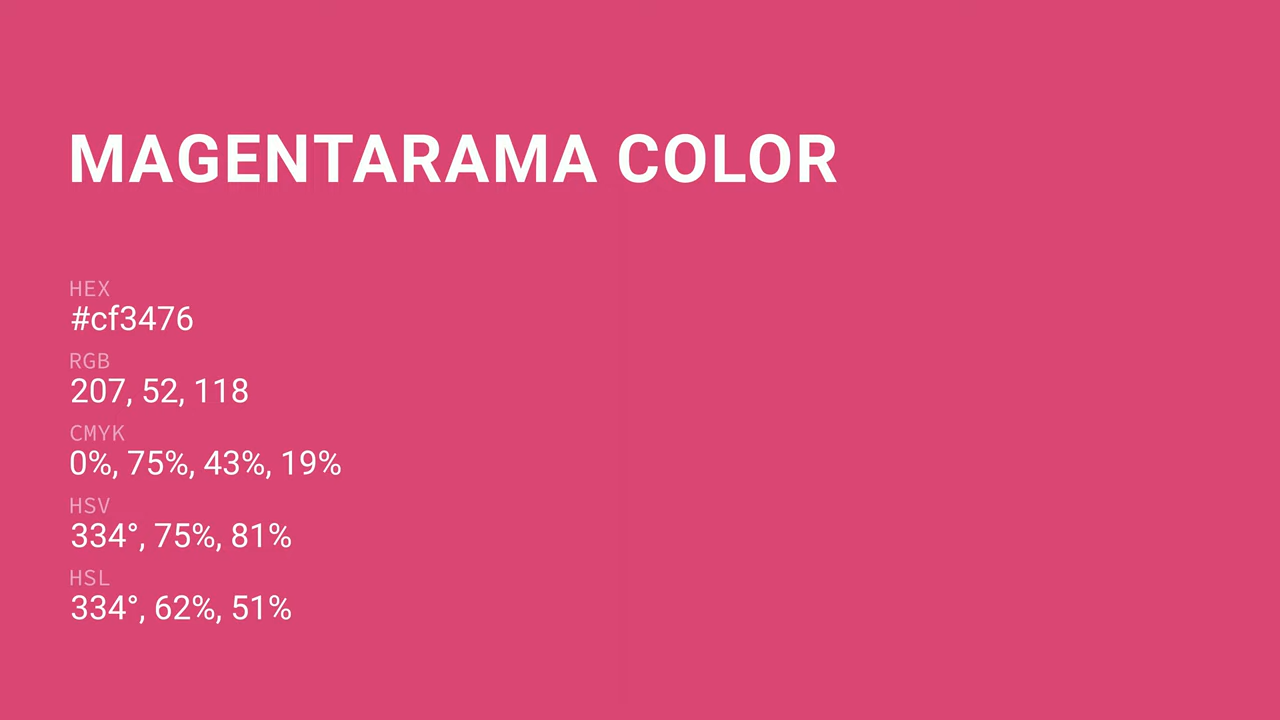 MAGENTARAMA COLOR
HEX
#cf3476
RGB
207, 52, 118
CMYK
0%, 75%, 43%, 19%
HSV
334°, 75%, 81%
HSL
334°, 62%, 51%